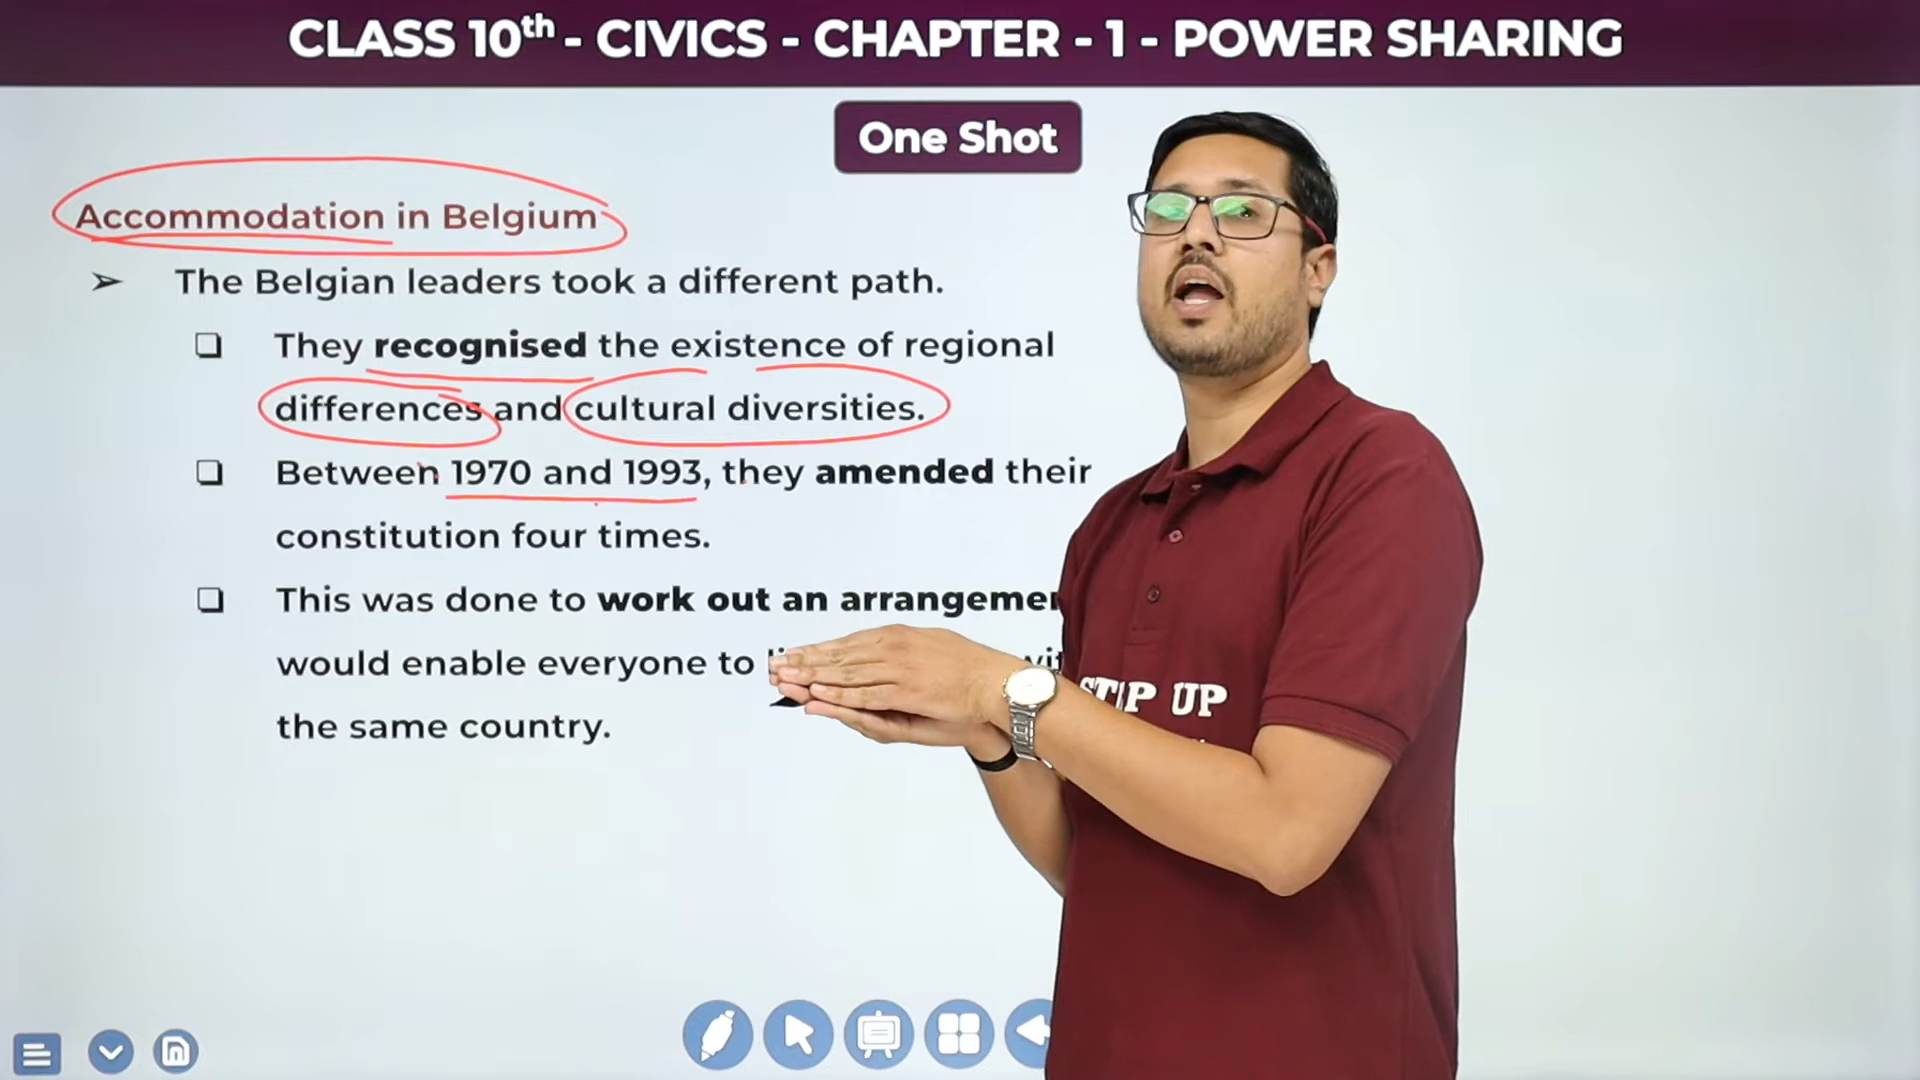 CLASS 10th - CIVICS - CHAPTER - 1 - POWER SHARING
One Shot
Accommodation in Belgium
➢ The Belgian leaders took a different path.
❑ They recognised the existence of regional
differences and cultural diversities.
❑ Between 1970 and 1993, they amended their
constitution four times.
❑ This was done to work out an
would enable everyone to
the same country.
UP